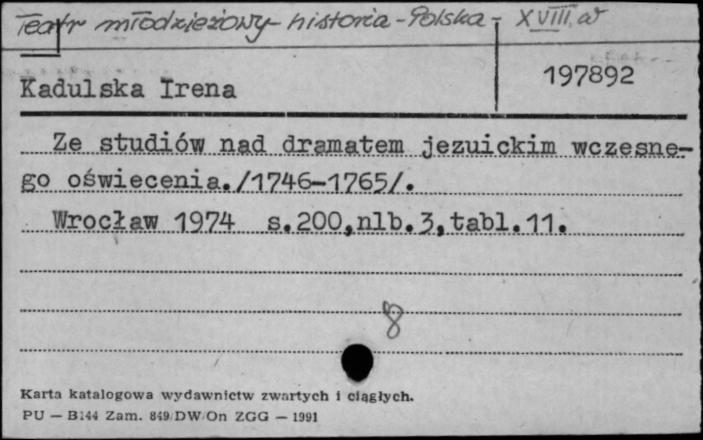 Teatr młodzieżowy - historia - Polska - XVIII w
Kadulska Irena
197892
Ze studiów nad dramatem jezuickim wczesne-
go oświecenia./1746-1765/.
Wrocław 1974 s.200,nlb.3,tabl.11.
8
Karta katalogowa wydawnictw zwartych i ciągłych.
PU — B144 Zam. 849/DW/On ZGG — 1991